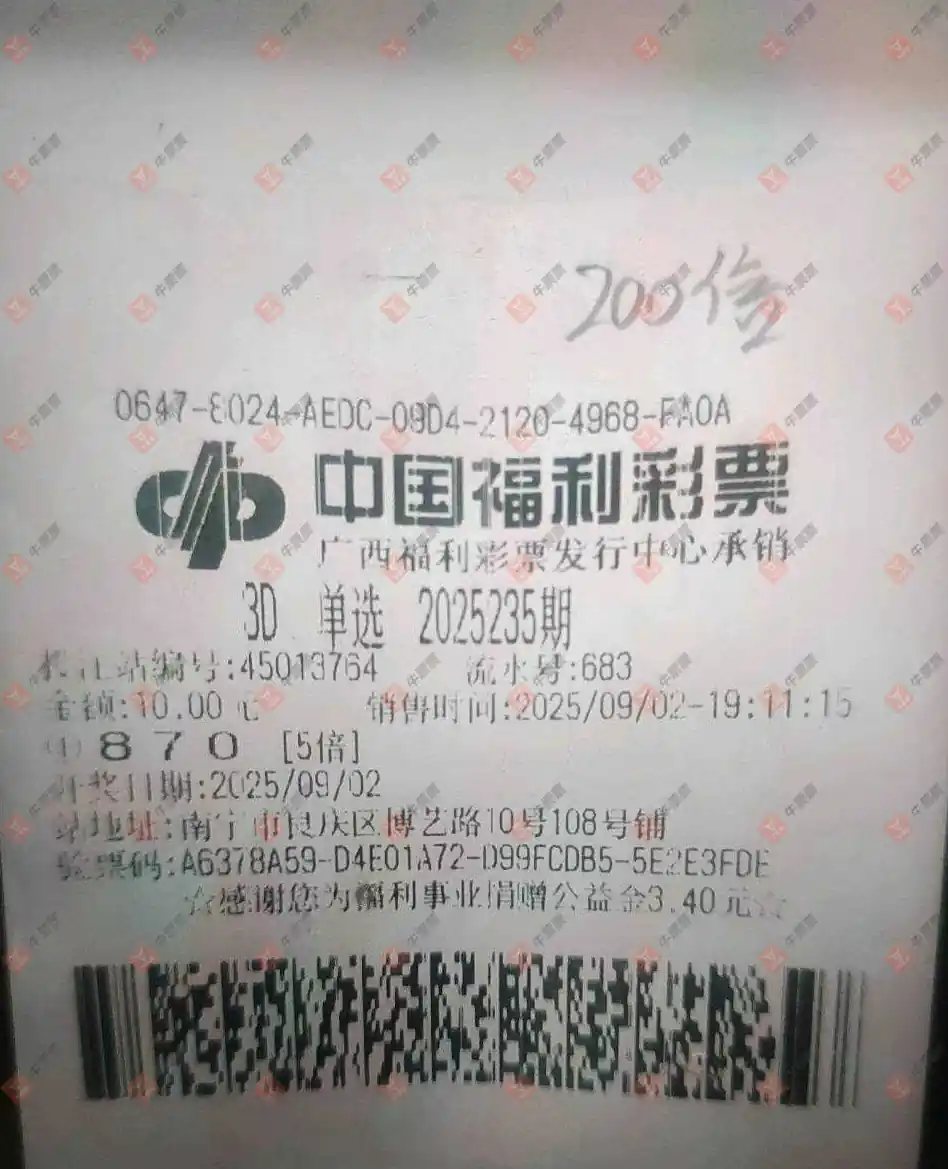 200倍
0647-8024-AEDC-09D4-2120-4968-FA0A
中国福利彩票
广西福利彩票发行中心承销
3D 单选 2025235期
投注站编号:45013764 流水号:683
金额:10.00元 销售时间:2025/09/02-19:11:15
(1) 8 7 0 [5倍]
开奖日期:2025/09/02
站地址:南宁市良庆区博艺路10号108号铺
验票码:A6378A59-D4E01A72-D99FCDB5-5E2E3FDE
☆感谢您为福利事业捐赠公益金3.40元☆